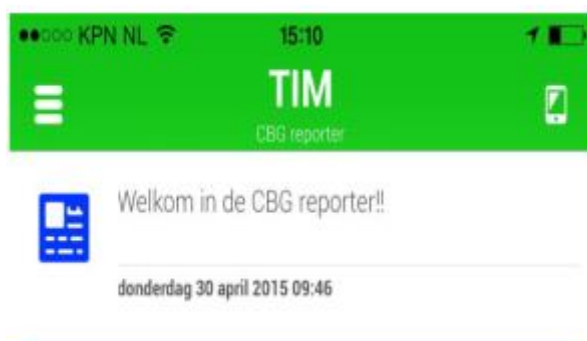 KPN NL 15:10
TIM
CBG reporter
Welkom in de CBG reporter!!
donderdag 30 april 2015 09:46